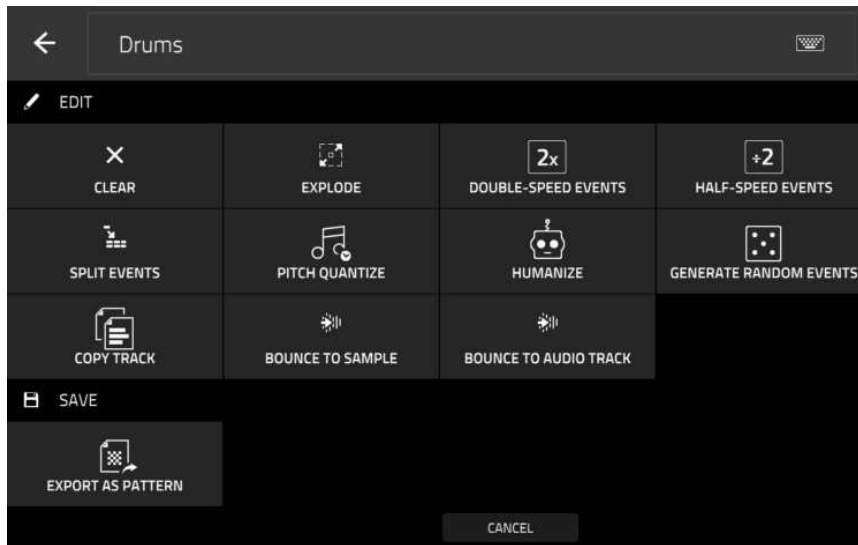 Drums
EDIT
CLEAR
EXPLODE
2x
DOUBLE-SPEED EVENTS
÷2
HALF-SPEED EVENTS
SPLIT EVENTS
PITCH QUANTIZE
HUMANIZE
GENERATE RANDOM EVENTS
COPY TRACK
BOUNCE TO SAMPLE
BOUNCE TO AUDIO TRACK
SAVE
EXPORT AS PATTERN
CANCEL